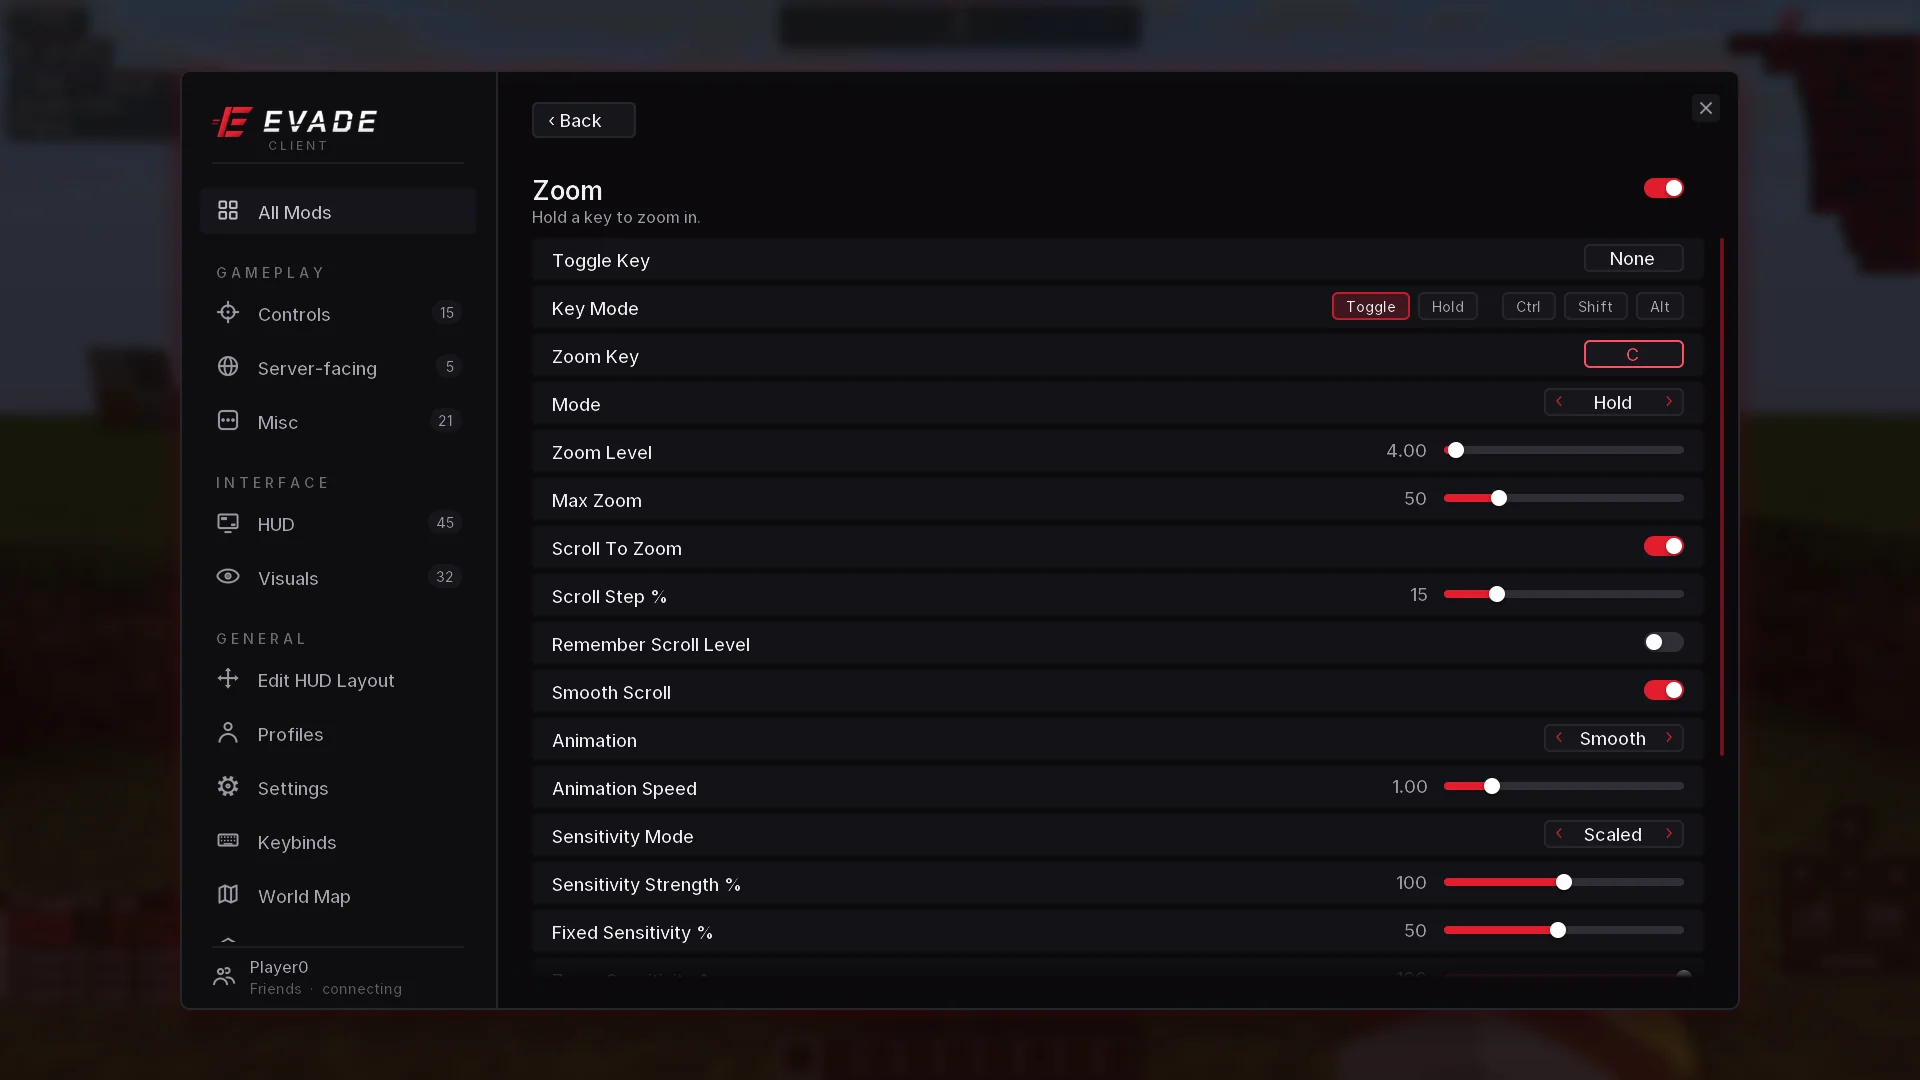 EVADE
CLIENT
All Mods
GAMEPLAY
Controls 15
Server-facing 5
Misc 21
INTERFACE
HUD 45
Visuals 32
GENERAL
Edit HUD Layout
Profiles
Settings
Keybinds
World Map
Player0
Friends · connecting
‹ Back
Zoom
Hold a key to zoom in.
Toggle Key None
Key Mode Toggle Hold Ctrl Shift Alt
Zoom Key C
Mode Hold
Zoom Level 4.00
Max Zoom 50
Scroll To Zoom
Scroll Step % 15
Remember Scroll Level
Smooth Scroll
Animation Smooth
Animation Speed 1.00
Sensitivity Mode Scaled
Sensitivity Strength % 100
Fixed Sensitivity % 50